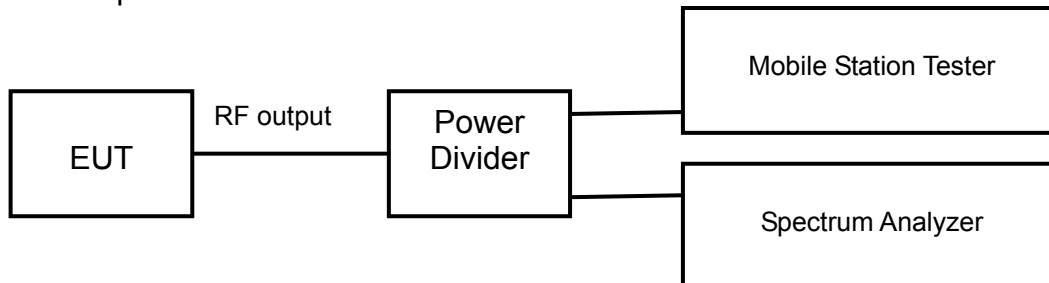 Mobile Station Tester
RF output
EUT
Power
Divider
Spectrum Analyzer